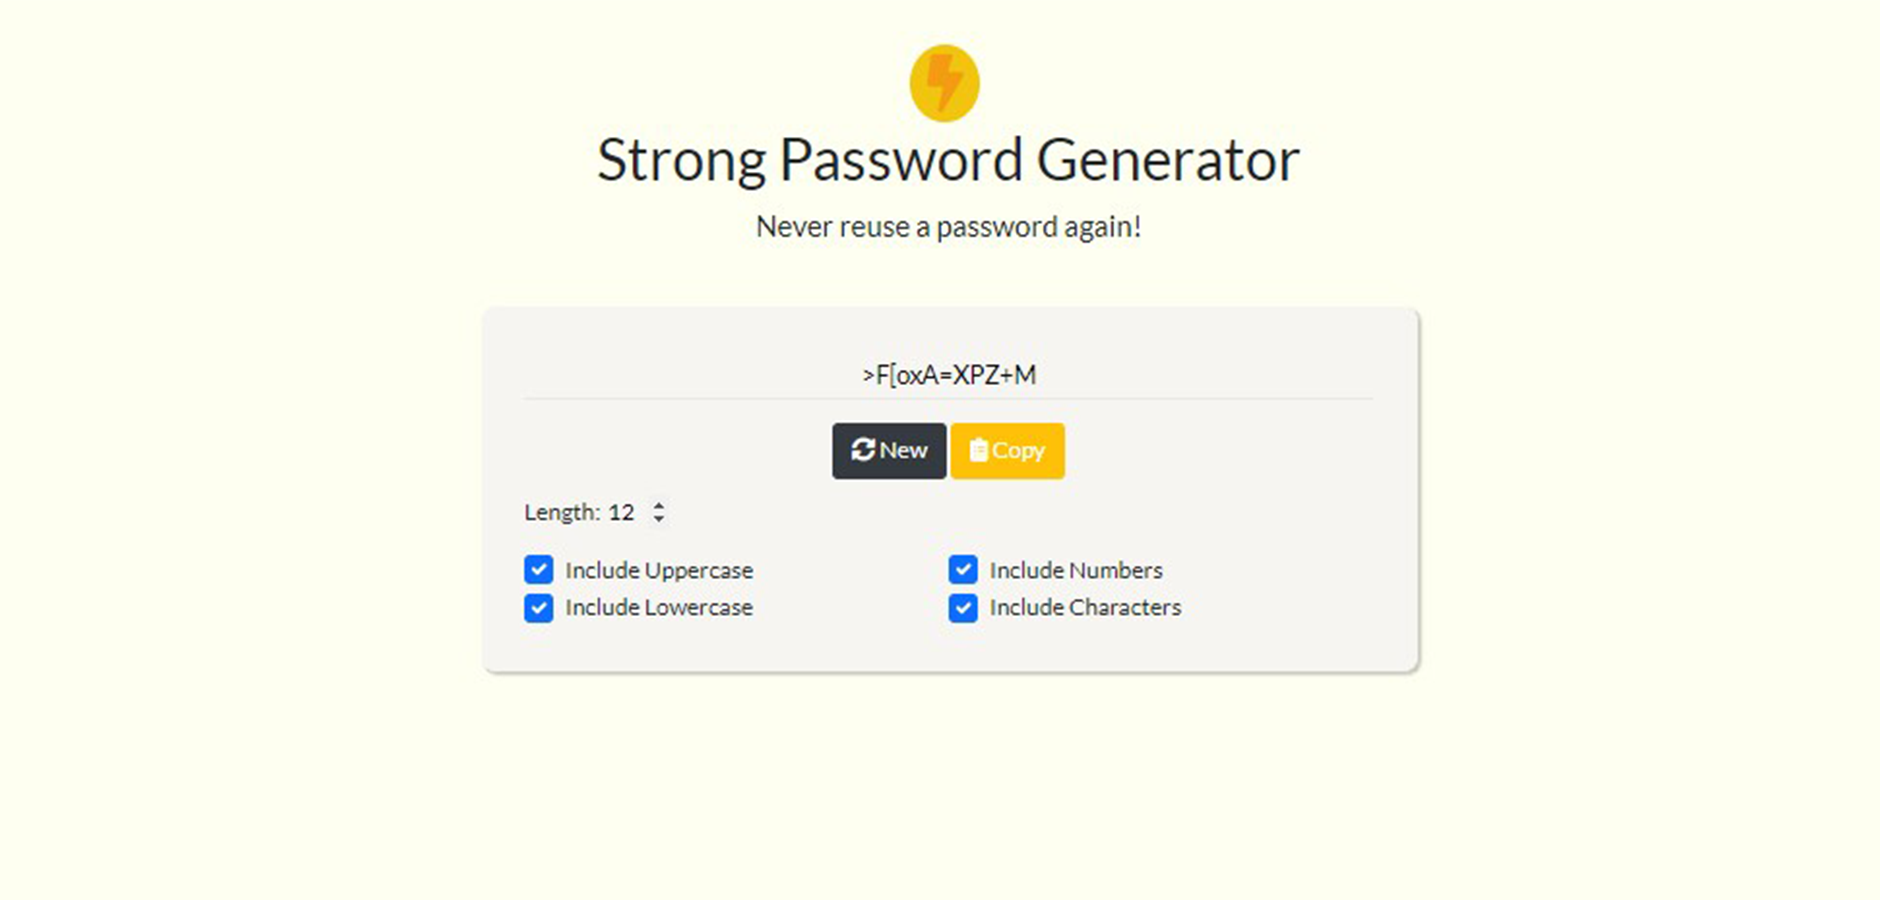 Strong Password Generator
Never reuse a password again!
>F[oxA=XPZ+M
New Copy
Length: 12
Include Uppercase Include Numbers
Include Lowercase Include Characters